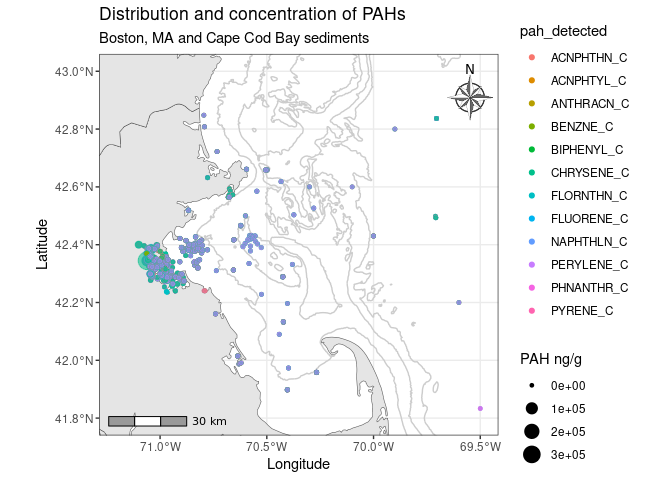 Distribution and concentration of PAHs
Boston, MA and Cape Cod Bay sediments
43.0°N
42.8°N
42.6°N
42.4°N
42.2°N
42.0°N
41.8°N
Latitude
N
30 km
71.0°W
70.5°W
70.0°W
69.5°W
Longitude
pah_detected
ACNPHTHN_C
ACNPHTYL_C
ANTHRACN_C
BENZNE_C
BIPHENYL_C
CHRYSENE_C
FLORNTHN_C
FLUORENE_C
NAPHTHLN_C
PERYLENE_C
PHNANTHR_C
PYRENE_C
PAH ng/g
0e+00
1e+05
2e+05
3e+05